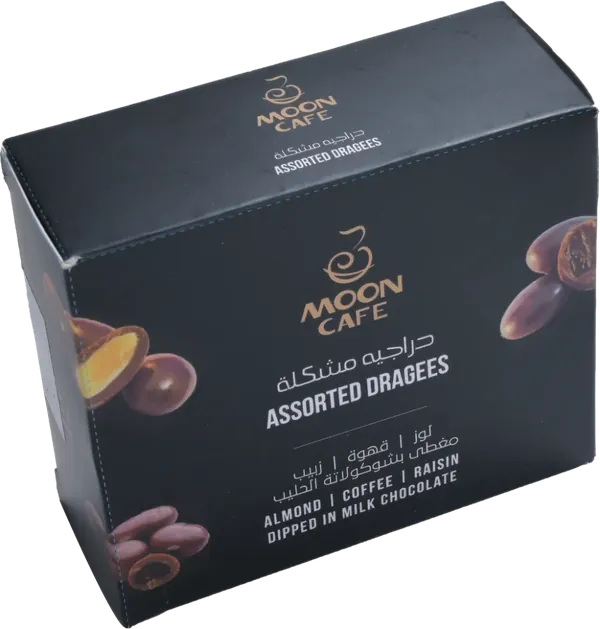 MOON
CAFE
دراجيه مشكلة
ASSORTED DRAGEES
MOON
CAFE
دراجيه مشكلة
ASSORTED DRAGEES
لوز | قهوة | زبيب
مغطى بشوكولاتة الحليب
ALMOND | COFFEE | RAISIN
DIPPED IN MILK CHOCOLATE